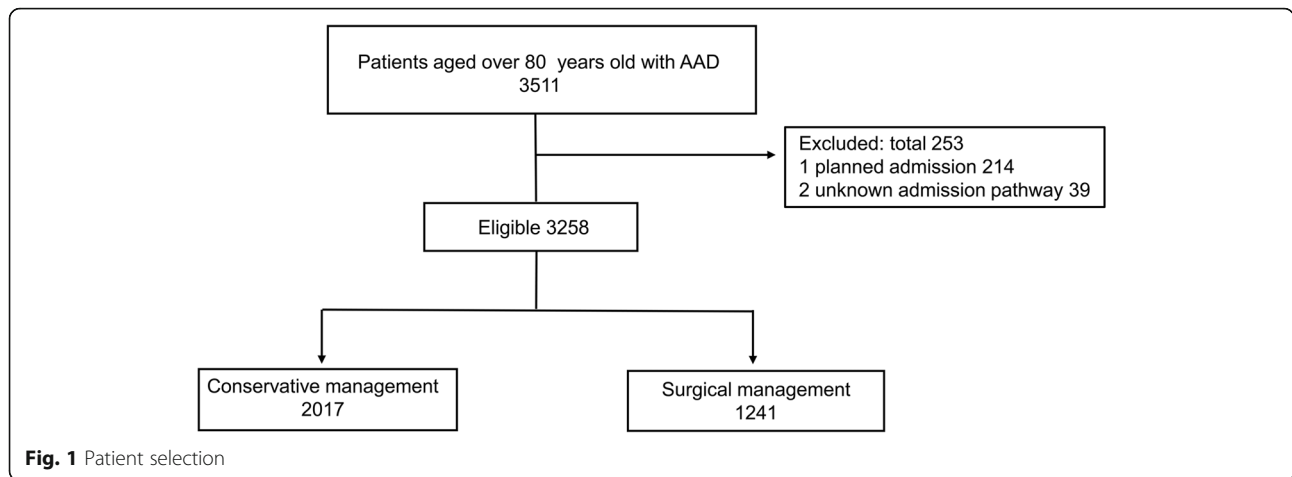 Patients aged over 80 years old with AAD
3511
Excluded: total 253
1 planned admission 214
2 unknown admission pathway 39
Eligible 3258
Conservative management
2017
Surgical management
1241
Fig. 1 Patient selection